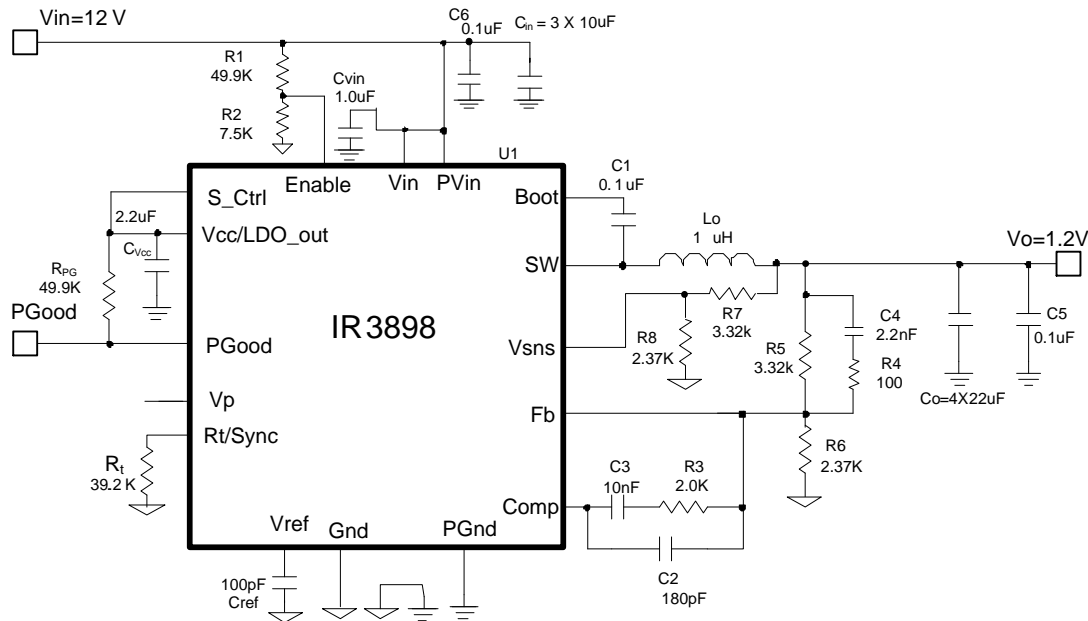 Vin=12 V
C6
0.1uF
Cin = 3 X 10uF
R1
49.9K
Cvin
1.0uF
R2
7.5K
U1
Enable
Vin
PVin
S_Ctrl
Boot
C1
0.1uF
2.2uF
Vcc/LDO_out
CVcc
Lo
1 uH
Vo=1.2V
SW
RPG
49.9K
PGood
IR3898
R7
3.32k
C4
2.2nF
C5
0.1uF
PGood
Vsns
R8
2.37K
R5
3.32k
R4
100
Co=4X22uF
Vp
Fb
Rt/Sync
R6
2.37K
Rt
39.2K
C3
10nF
R3
2.0K
Comp
Vref
Gnd
PGnd
C2
180pF
100pF
Cref